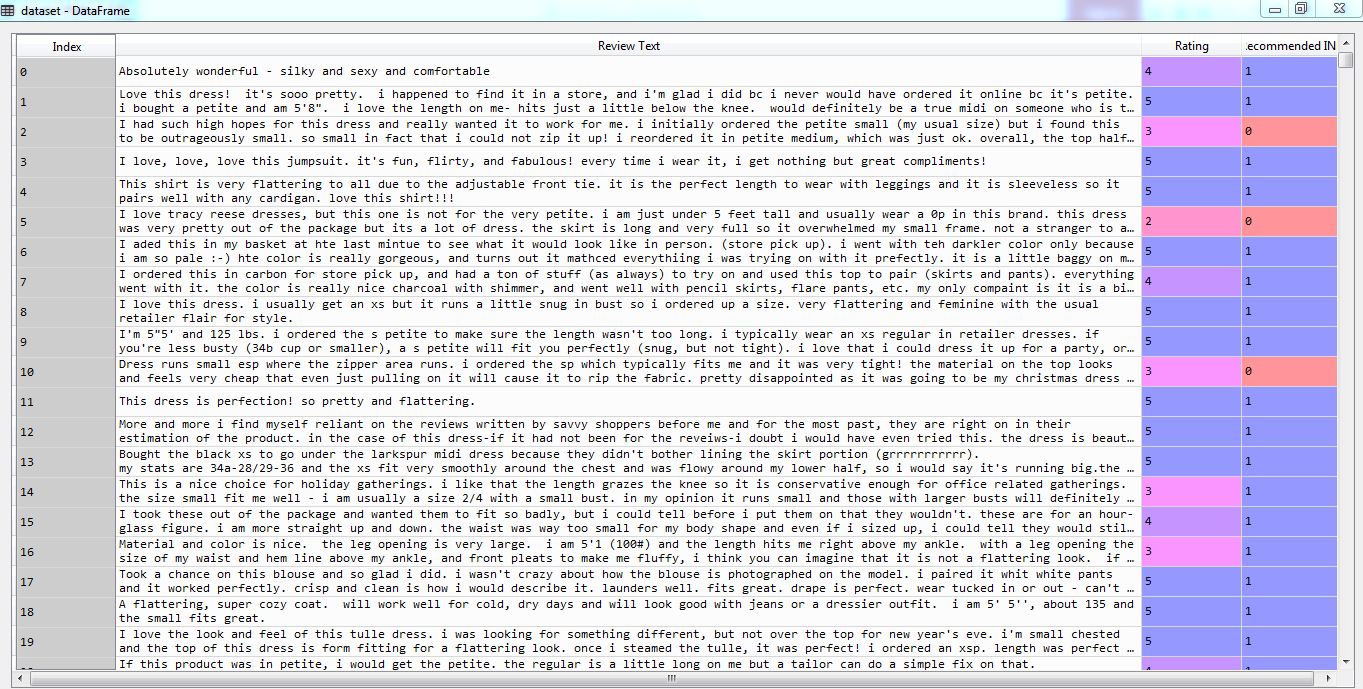 dataset - DataFrame
Index Review Text Rating ecommended IN
0 Absolutely wonderful - silky and sexy and comfortable 4 1
1 Love this dress!  it's sooo pretty.  i happened to find it in a store, and i'm glad i did bc i never would have ordered it online bc it's petite.
i bought a petite and am 5'8".  i love the length on me- hits just a little below the knee.  would definitely be a true midi on someone who is t… 5 1
2 I had such high hopes for this dress and really wanted it to work for me. i initially ordered the petite small (my usual size) but i found this
to be outrageously small. so small in fact that i could not zip it up! i reordered it in petite medium, which was just ok. overall, the top half… 3 0
3 I love, love, love this jumpsuit. it's fun, flirty, and fabulous! every time i wear it, i get nothing but great compliments! 5 1
4 This shirt is very flattering to all due to the adjustable front tie. it is the perfect length to wear with leggings and it is sleeveless so it
pairs well with any cardigan. love this shirt!!! 5 1
5 I love tracy reese dresses, but this one is not for the very petite. i am just under 5 feet tall and usually wear a 0p in this brand. this dress
was very pretty out of the package but its a lot of dress. the skirt is long and very full so it overwhelmed my small frame. not a stranger to a… 2 0
6 I aded this in my basket at hte last mintue to see what it would look like in person. (store pick up). i went with teh darkler color only because
i am so pale :-) hte color is really gorgeous, and turns out it mathced everythiing i was trying on with it prefectly. it is a little baggy on m… 5 1
7 I ordered this in carbon for store pick up, and had a ton of stuff (as always) to try on and used this top to pair (skirts and pants). everything
went with it. the color is really nice charcoal with shimmer, and went well with pencil skirts, flare pants, etc. my only compaint is it is a bi… 4 1
8 I love this dress. i usually get an xs but it runs a little snug in bust so i ordered up a size. very flattering and feminine with the usual
retailer flair for style. 5 1
9 I'm 5"5' and 125 lbs. i ordered the s petite to make sure the length wasn't too long. i typically wear an xs regular in retailer dresses. if
you're less busty (34b cup or smaller), a s petite will fit you perfectly (snug, but not tight). i love that i could dress it up for a party, or… 5 1
10 Dress runs small esp where the zipper area runs. i ordered the sp which typically fits me and it was very tight! the material on the top looks
and feels very cheap that even just pulling on it will cause it to rip the fabric. pretty disappointed as it was going to be my christmas dress … 3 0
11 This dress is perfection! so pretty and flattering. 5 1
12 More and more i find myself reliant on the reviews written by savvy shoppers before me and for the most past, they are right on in their
estimation of the product. in the case of this dress-if it had not been for the reveiws-i doubt i would have even tried this. the dress is beaut… 5 1
13 Bought the black xs to go under the larkspur midi dress because they didn't bother lining the skirt portion (grrrrrrrrrrr).
my stats are 34a-28/29-36 and the xs fit very smoothly around the chest and was flowy around my lower half, so i would say it's running big.the … 5 1
14 This is a nice choice for holiday gatherings. i like that the length grazes the knee so it is conservative enough for office related gatherings.
the size small fit me well - i am usually a size 2/4 with a small bust. in my opinion it runs small and those with larger busts will definitely … 3 1
15 I took these out of the package and wanted them to fit so badly, but i could tell before i put them on that they wouldn't. these are for an hour-
glass figure. i am more straight up and down. the waist was way too small for my body shape and even if i sized up, i could tell they would stil… 4 1
16 Material and color is nice.  the leg opening is very large.  i am 5'1 (100#) and the length hits me right above my ankle.  with a leg opening the
size of my waist and hem line above my ankle, and front pleats to make me fluffy, i think you can imagine that it is not a flattering look.  if … 3 1
17 Took a chance on this blouse and so glad i did. i wasn't crazy about how the blouse is photographed on the model. i paired it whit white pants
and it worked perfectly. crisp and clean is how i would describe it. launders well. fits great. drape is perfect. wear tucked in or out - can't … 5 1
18 A flattering, super cozy coat.  will work well for cold, dry days and will look good with jeans or a dressier outfit.  i am 5' 5'', about 135 and
the small fits great. 5 1
19 I love the look and feel of this tulle dress. i was looking for something different, but not over the top for new year's eve. i'm small chested
and the top of this dress is form fitting for a flattering look. once i steamed the tulle, it was perfect! i ordered an xsp. length was perfect … 5 1
If this product was in petite, i would get the petite. the regular is a little long on me but a tailor can do a simple fix on that.